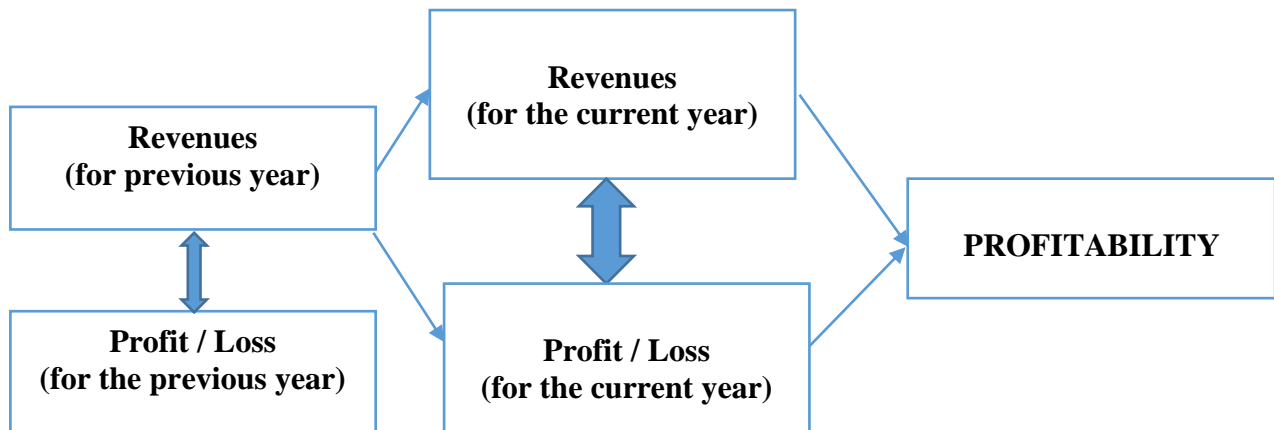 Revenues
(for previous year)
Profit / Loss
(for the previous year)
Revenues
(for the current year)
Profit / Loss
(for the current year)
PROFITABILITY